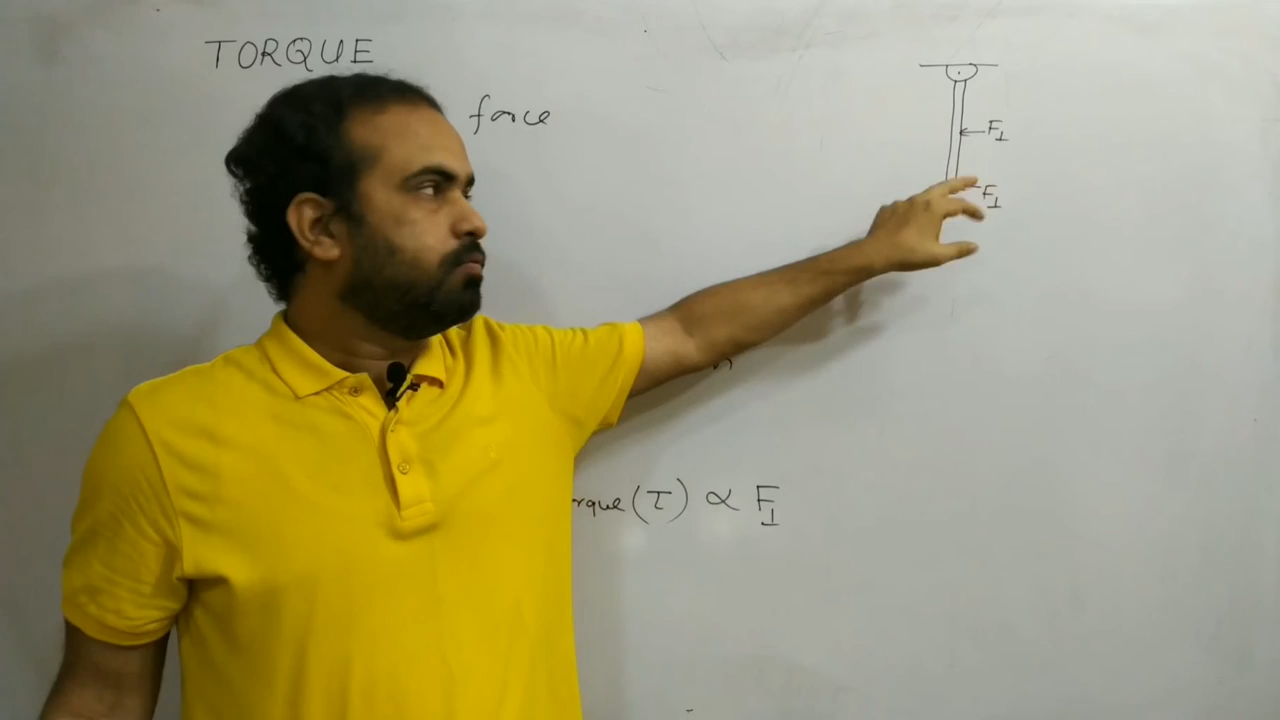 TORQUE
force
F⊥
F⊥
rque (τ) ∝ F⊥